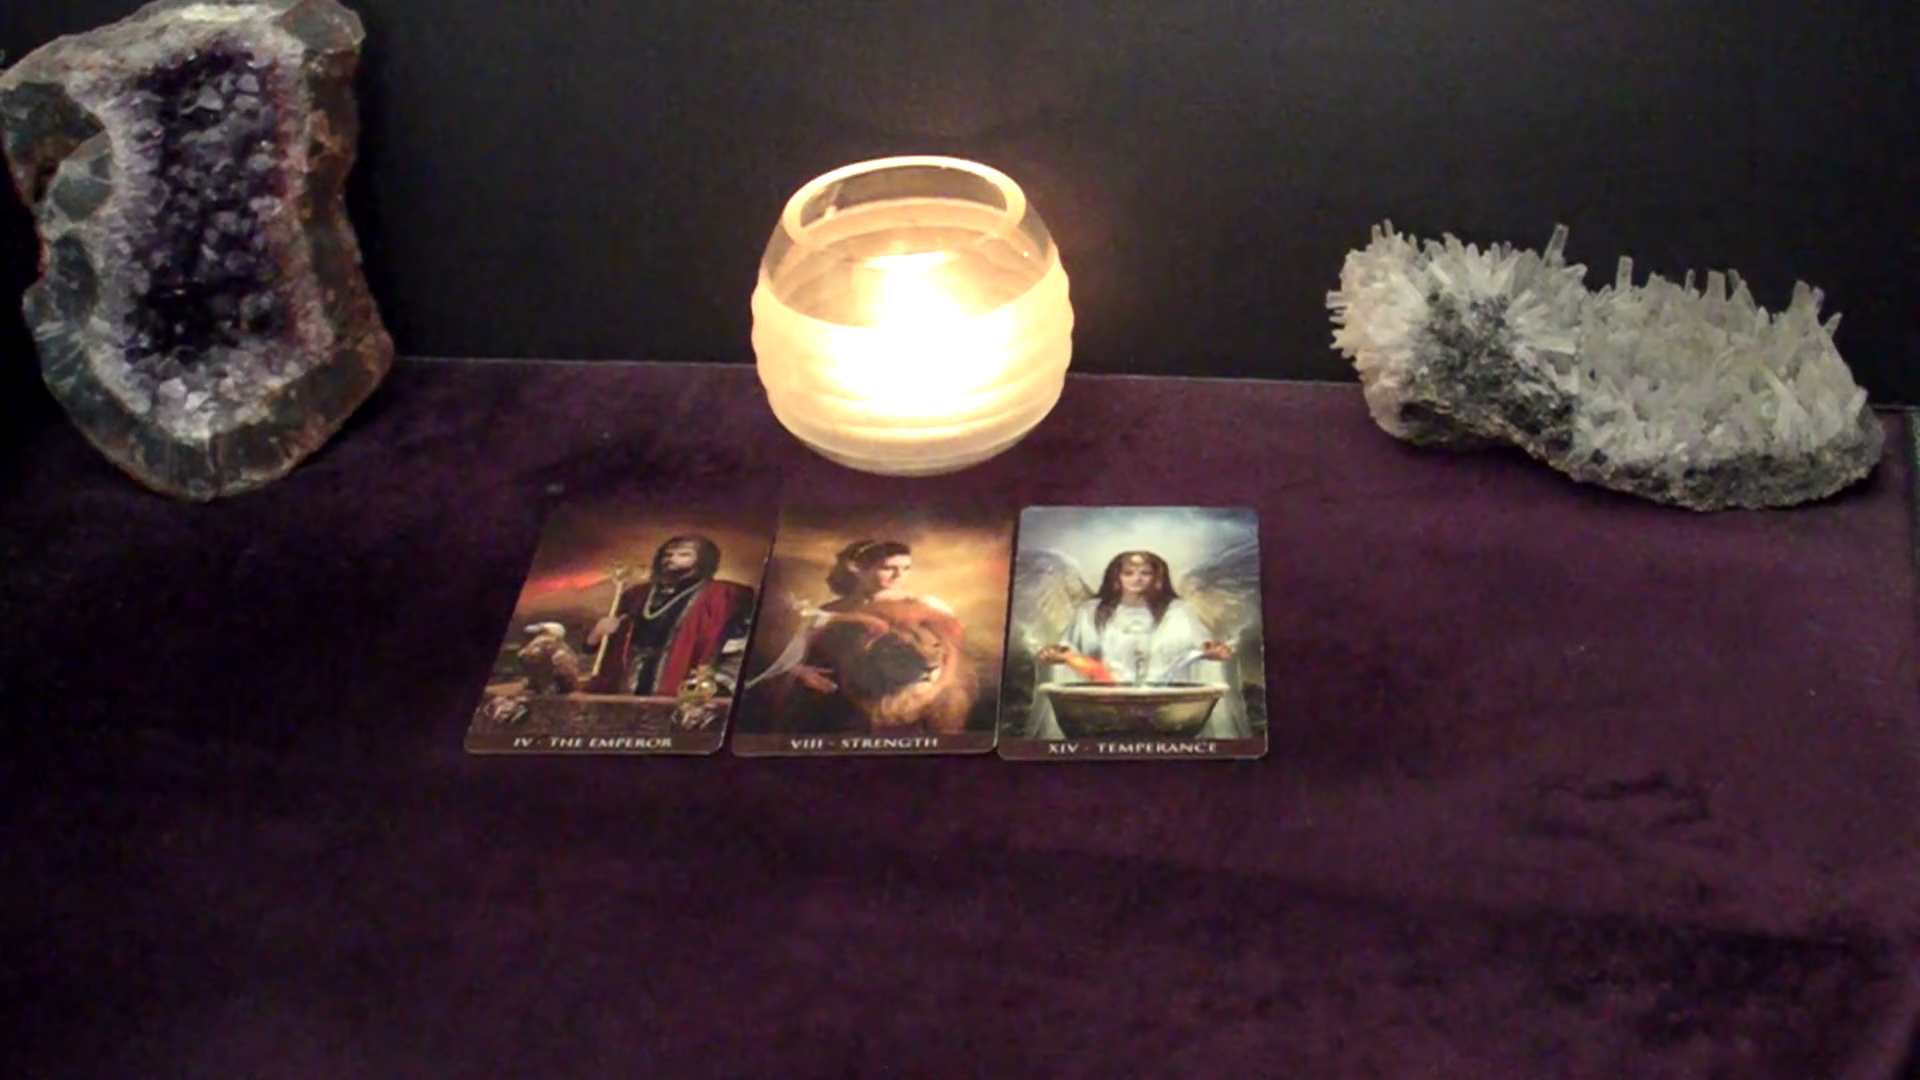 IV · THE EMPEROR
VIII · STRENGTH
XIV · TEMPERANCE